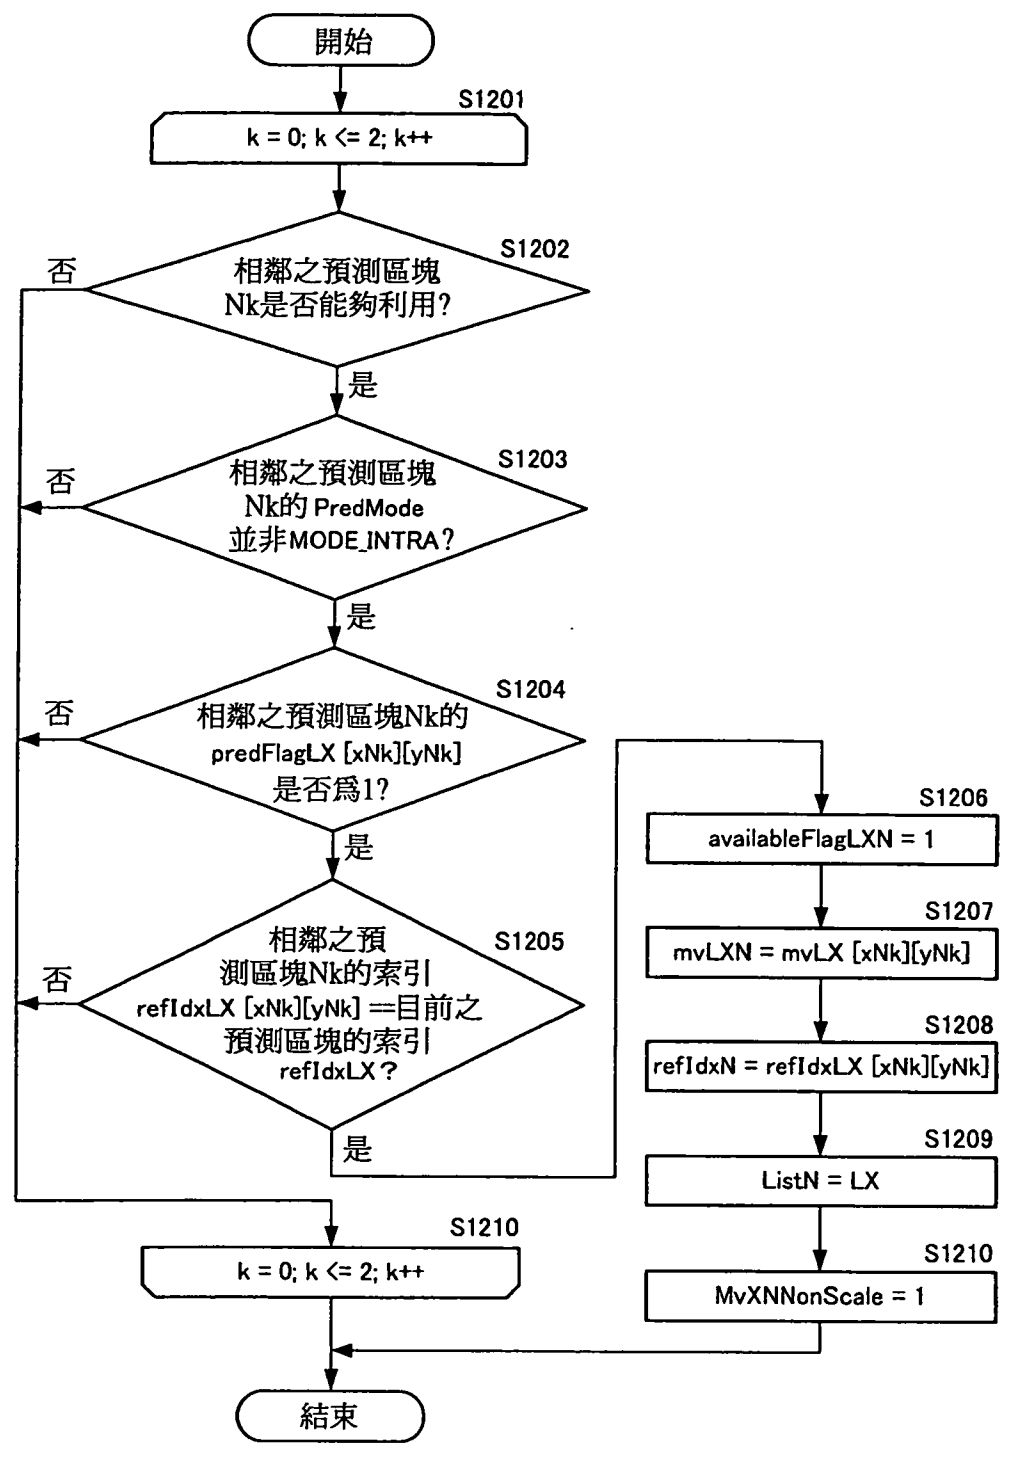 開始
S1201
k = 0; k <= 2; k++
S1202
相鄰之預測區塊
Nk是否能夠利用?
否
是
S1203
相鄰之預測區塊
Nk的 PredMode
並非MODE_INTRA?
否
是
S1204
相鄰之預測區塊Nk的
predFlagLX [xNk][yNk]
是否爲1?
否
是
S1205
相鄰之預
測區塊Nk的索引
refIdxLX [xNk][yNk] ==目前之
預測區塊的索引
refIdxLX?
否
是
S1206
availableFlagLXN = 1
S1207
mvLXN = mvLX [xNk][yNk]
S1208
refIdxN = refIdxLX [xNk][yNk]
S1209
ListN = LX
S1210
MvXNNonScale = 1
S1210
k = 0; k <= 2; k++
結束